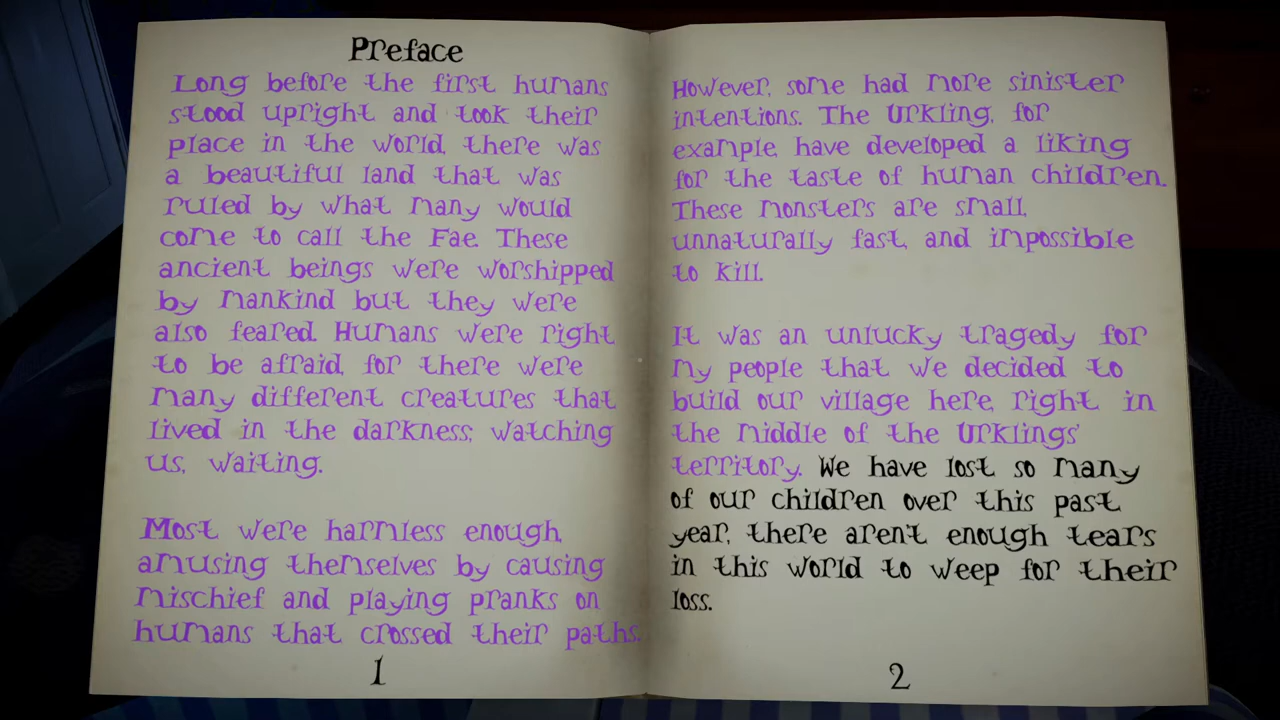 Preface
Long before the first humans
stood upright and took their
place in the world, there was
a beautiful land that was
ruled by what many would
come to call the Fae. These
ancient beings were worshipped
by mankind but they were
also feared. Humans were right
to be afraid, for there were
many different creatures that
lived in the darkness; watching
us, waiting.
Most were harmless enough,
amusing themselves by causing
mischief and playing pranks on
humans that crossed their paths.
1
However, some had more sinister
intentions. The Urkling, for
example, have developed a liking
for the taste of human children.
These monsters are small,
unnaturally fast, and impossible
to kill.
It was an unlucky tragedy for
my people that we decided to
build our village here, right in
the middle of the Urklings'
territory. We have lost so many
of our children over this past
year, there aren't enough tears
in this world to weep for their
loss.
2